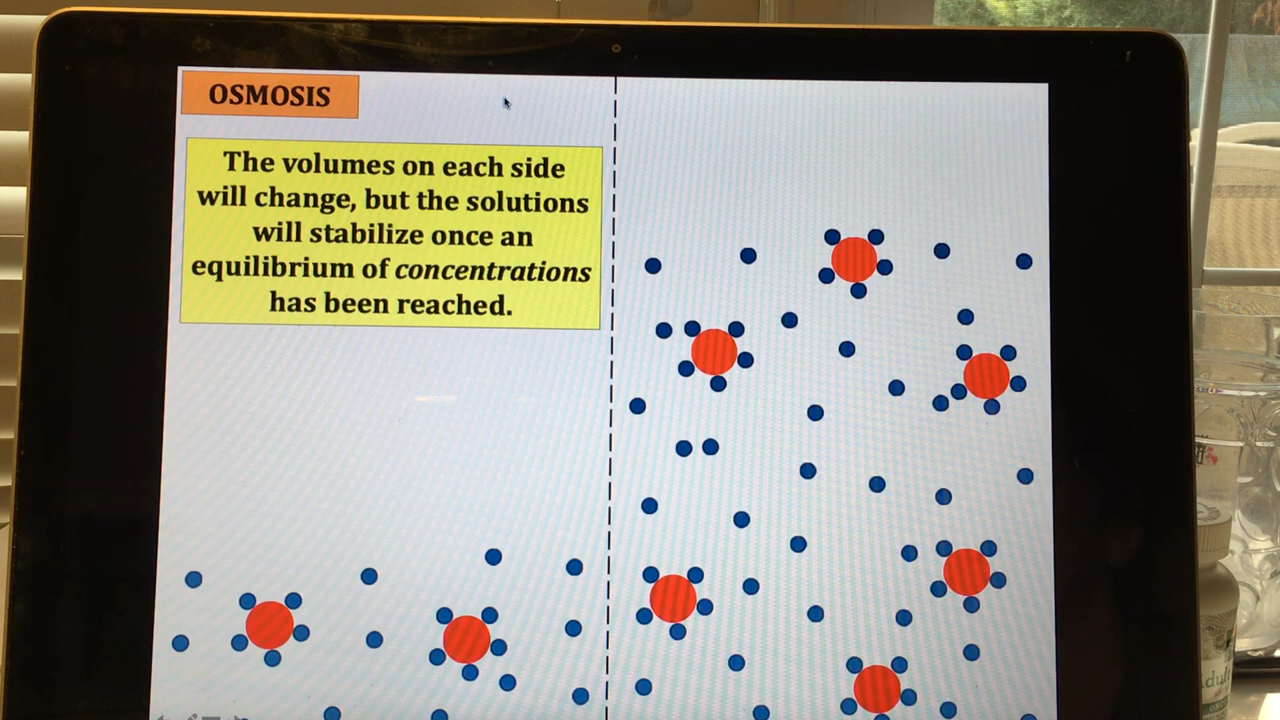 OSMOSIS
The volumes on each side
will change, but the solutions
will stabilize once an
equilibrium of concentrations
has been reached.